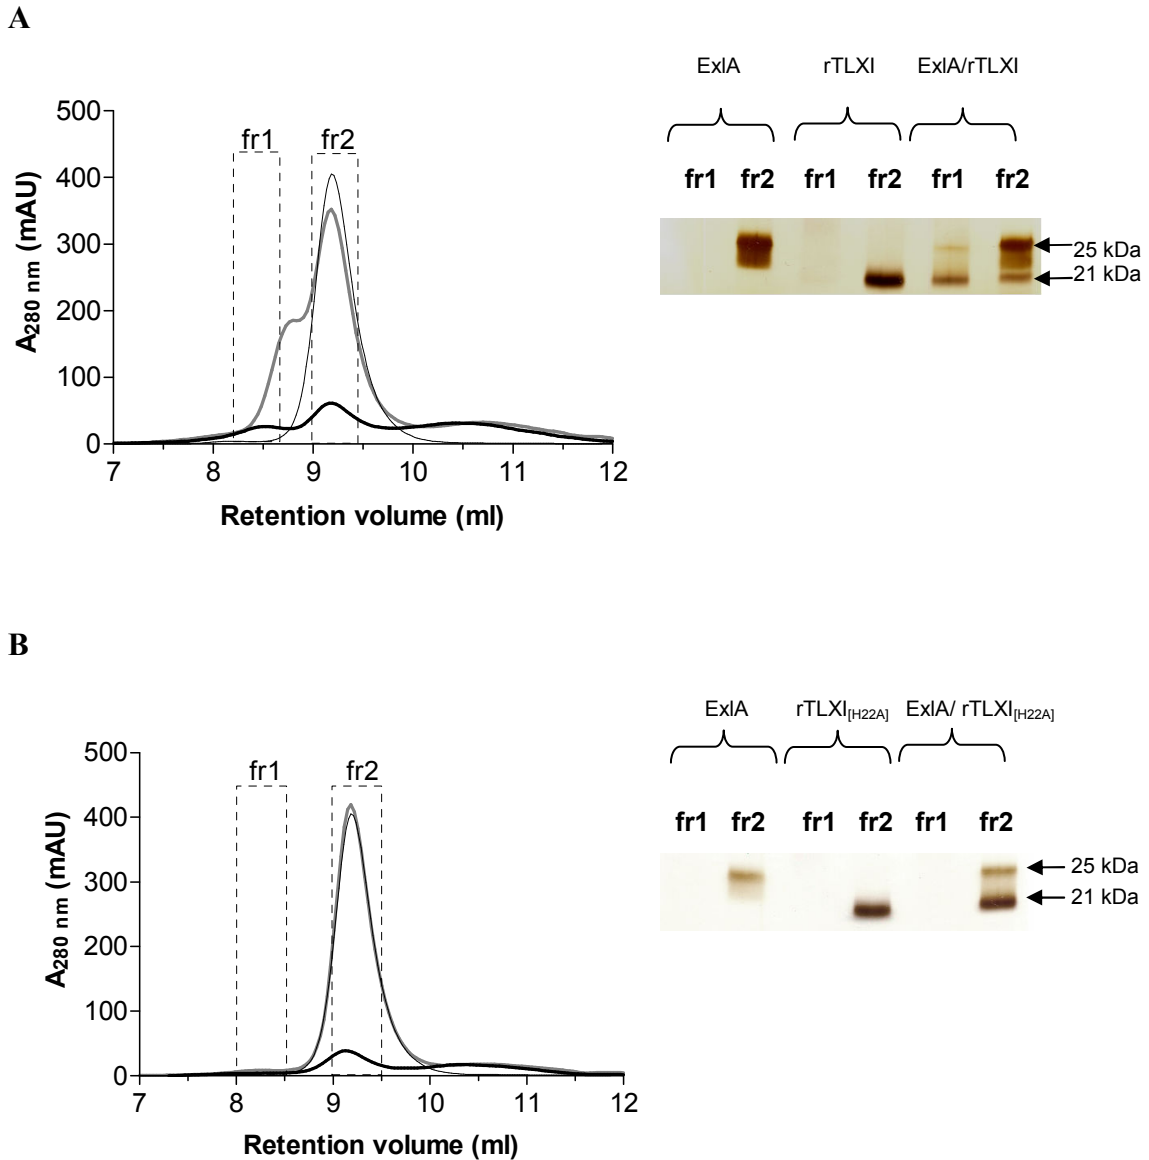 A
ExlA rTLXI ExlA/rTLXI
fr1 fr2 fr1 fr2 fr1 fr2
25 kDa
21 kDa
fr1 fr2
500
400
300
200
100
0
A280 nm (mAU)
7 8 9 10 11 12
Retention volume (ml)
B
ExlA rTLXI[H22A] ExlA/ rTLXI[H22A]
fr1 fr2 fr1 fr2 fr1 fr2
25 kDa
21 kDa
fr1 fr2
500
400
300
200
100
0
A280 nm (mAU)
7 8 9 10 11 12
Retention volume (ml)